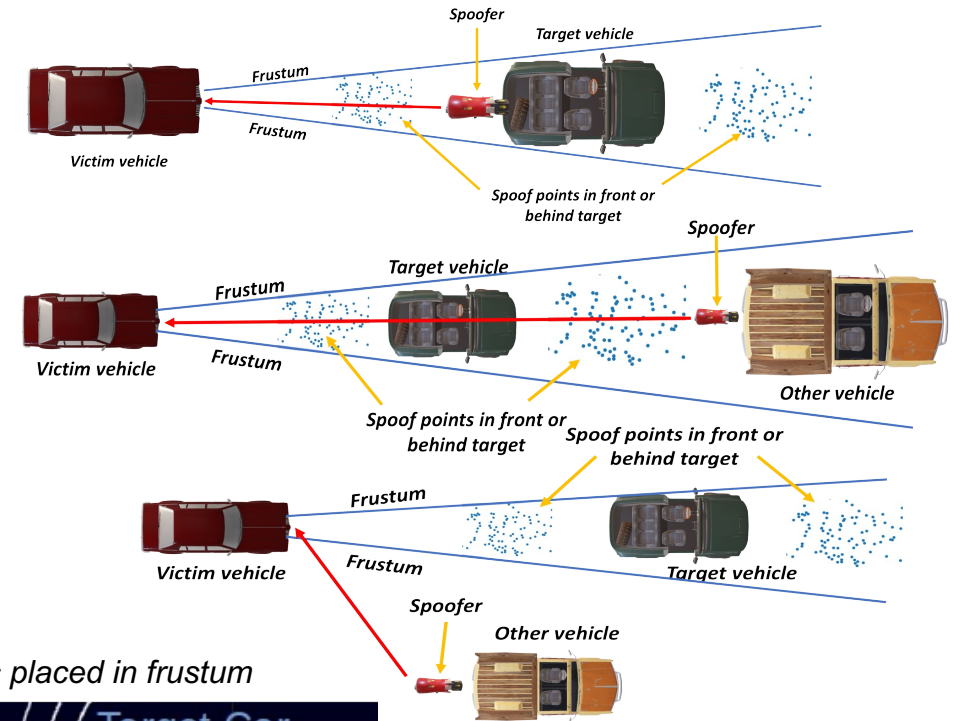 Spoofer
Target vehicle
Frustum
Frustum
Victim vehicle
Spoof points in front or
behind target
Spoofer
Target vehicle
Frustum
Frustum
Victim vehicle
Other vehicle
Spoof points in front or
behind target
Spoof points in front or
behind target
Frustum
Frustum
Victim vehicle
Target vehicle
Spoofer
Other vehicle
placed in frustum
Target Car